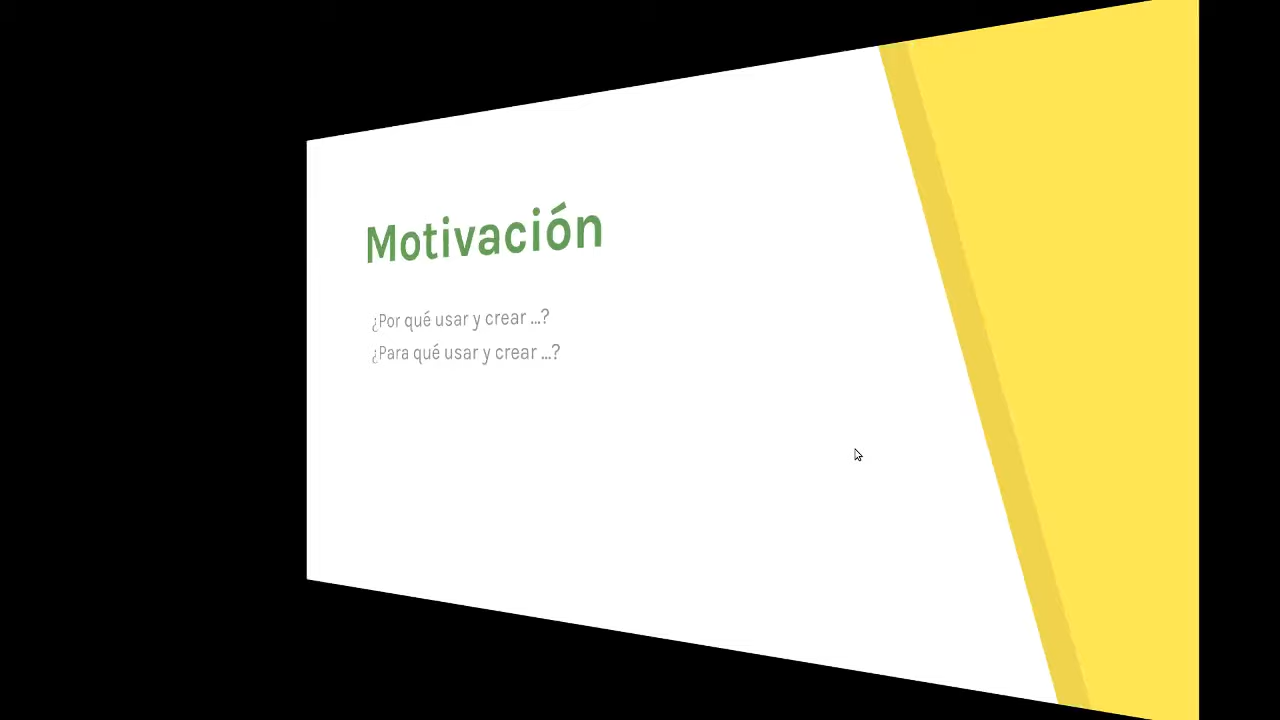 Motivación
¿Por qué usar y crear ...?
¿Para qué usar y crear ...?